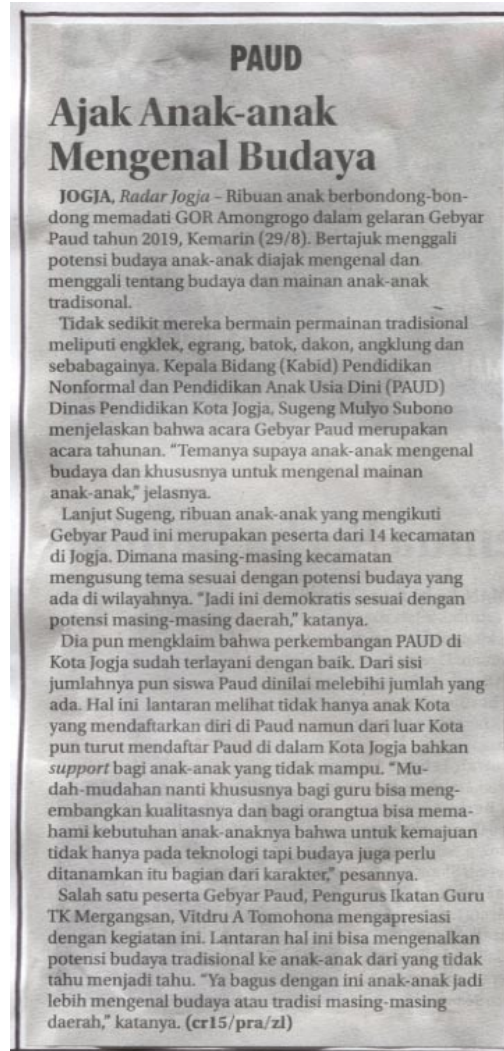 PAUD
Ajak Anak-anak
Mengenal Budaya
JOGJA, Radar Jogja – Ribuan anak berbondong-bon-
dong memadati GOR Amongrogo dalam gelaran Gebyar
Paud tahun 2019, Kemarin (29/8). Bertajuk menggali
potensi budaya anak-anak diajak mengenal dan
menggali tentang budaya dan mainan anak-anak
tradisonal.
Tidak sedikit mereka bermain permainan tradisional
meliputi engklek, egrang, batok, dakon, angklung dan
sebabagainya. Kepala Bidang (Kabid) Pendidikan
Nonformal dan Pendidikan Anak Usia Dini (PAUD)
Dinas Pendidikan Kota Jogja, Sugeng Mulyo Subono
menjelaskan bahwa acara Gebyar Paud merupakan
acara tahunan. “Temanya supaya anak-anak mengenal
budaya dan khususnya untuk mengenal mainan
anak-anak,” jelasnya.
Lanjut Sugeng, ribuan anak-anak yang mengikuti
Gebyar Paud ini merupakan peserta dari 14 kecamatan
di Jogja. Dimana masing-masing kecamatan
mengusung tema sesuai dengan potensi budaya yang
ada di wilayahnya. “Jadi ini demokratis sesuai dengan
potensi masing-masing daerah,” katanya.
Dia pun mengklaim bahwa perkembangan PAUD di
Kota Jogja sudah terlayani dengan baik. Dari sisi
jumlahnya pun siswa Paud dinilai melebihi jumlah yang
ada. Hal ini lantaran melihat tidak hanya anak Kota
yang mendaftarkan diri di Paud namun dari luar Kota
pun turut mendaftar Paud di dalam Kota Jogja bahkan
support bagi anak-anak yang tidak mampu. “Mu-
dah-mudahan nanti khususnya bagi guru bisa meng-
embangkan kualitasnya dan bagi orangtua bisa mema-
hami kebutuhan anak-anaknya bahwa untuk kemajuan
tidak hanya pada teknologi tapi budaya juga perlu
ditanamkan itu bagian dari karakter,” pesannya.
Salah satu peserta Gebyar Paud, Pengurus Ikatan Guru
TK Mergangsan, Vitdru A Tomohona mengapresiasi
dengan kegiatan ini. Lantaran hal ini bisa mengenalkan
potensi budaya tradisional ke anak-anak dari yang tidak
tahu menjadi tahu. “Ya bagus dengan ini anak-anak jadi
lebih mengenal budaya atau tradisi masing-masing
daerah,” katanya. (cr15/pra/zl)